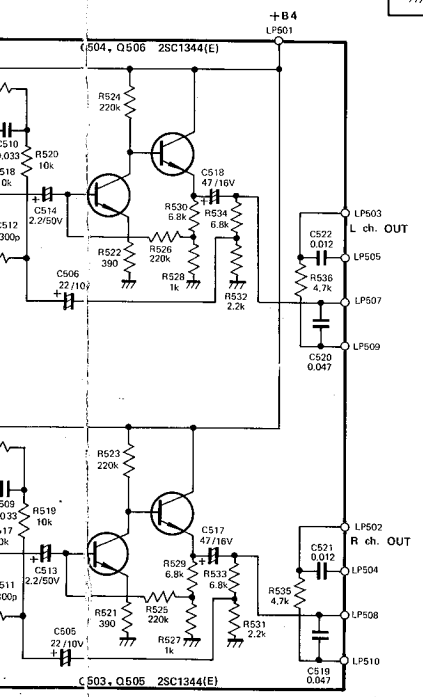 +B4
LP501
Q504, Q506 2SC1344(E)
R524
220k
C510
0.033
R520
10k
C518
47/16V
C514
2.2/50V
R530
6.8k
R534
6.8k
LP503
L ch. OUT
C512
R526
220k
R522
390
C522
0.012
LP505
C506
22/10V
R528
1k
R536
4.7k
R532
2.2k
LP507
LP509
C520
0.047
R523
220k
R519
10k
C517
47/16V
LP502
R ch. OUT
C513
2.2/50V
R529
6.8k
R533
6.8k
C521
0.012
LP504
R535
4.7k
R521
390
R525
220k
LP508
C505
22/10V
R527
1k
R531
2.2k
LP510
C519
0.047
Q503, Q505 2SC1344(E)